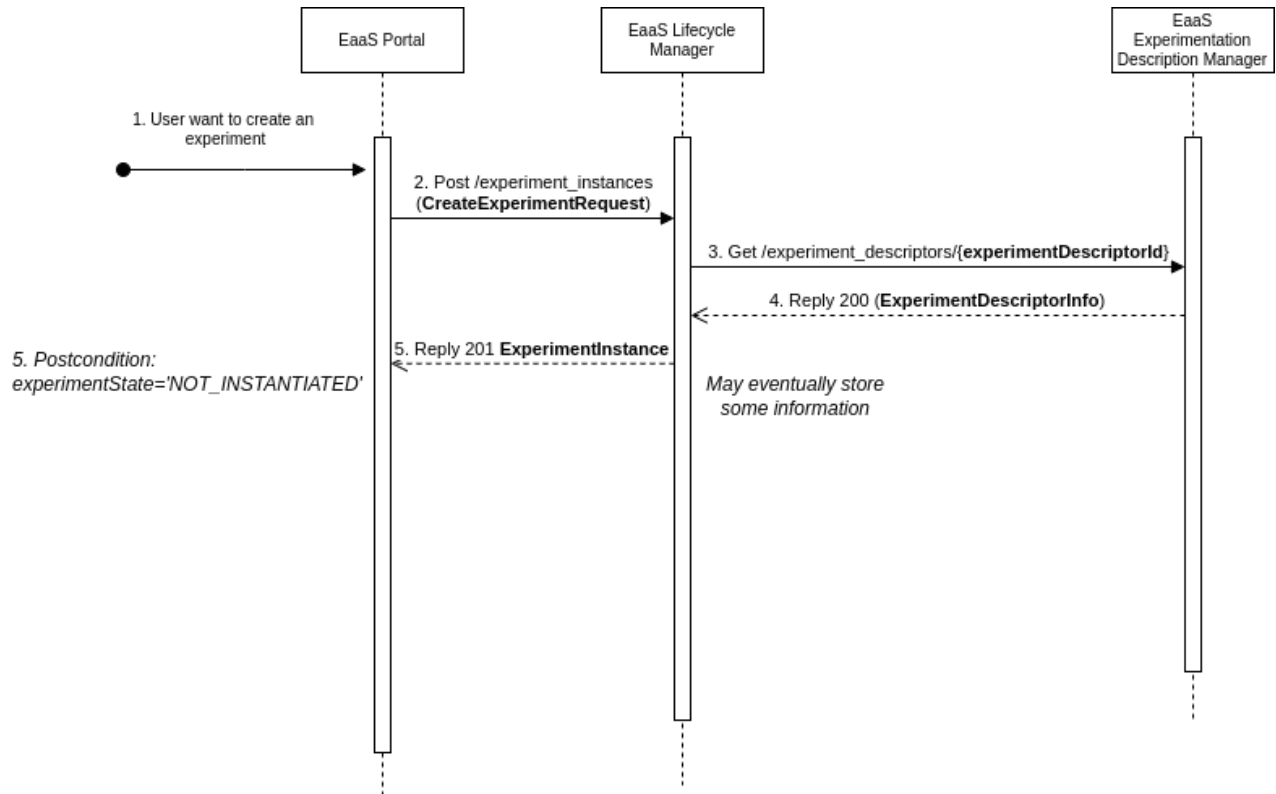 EaaS Portal
EaaS Lifecycle
Manager
EaaS
Experimentation
Description Manager
1. User want to create an
experiment
2. Post /experiment_instances
(CreateExperimentRequest)
3. Get /experiment_descriptors/{experimentDescriptorId}
4. Reply 200 (ExperimentDescriptorInfo)
5. Reply 201 ExperimentInstance
5. Postcondition:
experimentState='NOT_INSTANTIATED'
May eventually store
some information